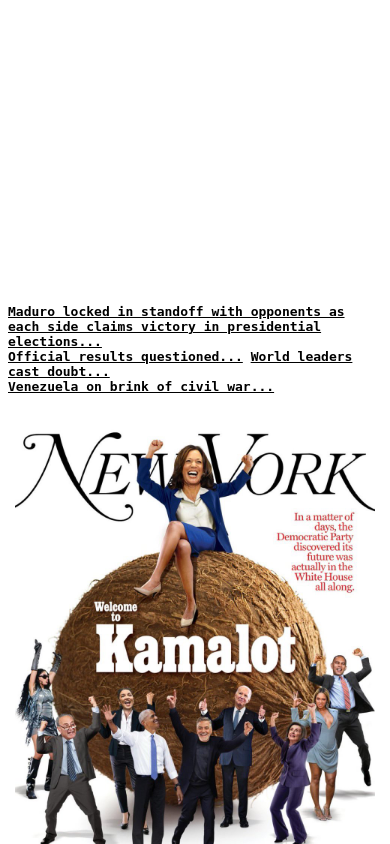 Maduro locked in standoff with opponents as
each side claims victory in presidential
elections...
Official results questioned... World leaders
cast doubt...
Venezuela on brink of civil war...
NEW YORK
In a matter of
days, the
Democratic Party
discovered its
future was
actually in the
White House
all along.
Welcome
to
Kamalot